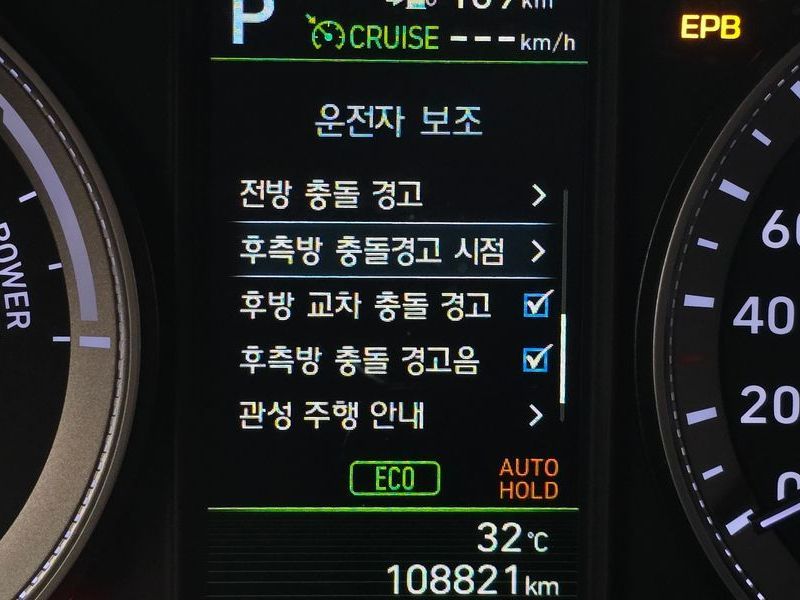 P
CRUISE ---km/h
EPB
운전자 보조
전방 충돌 경고
후측방 충돌경고 시점
후방 교차 충돌 경고
후측방 충돌 경고음
관성 주행 안내
ECO
AUTO
HOLD
32℃
108821km
POWER
60
40
20
0